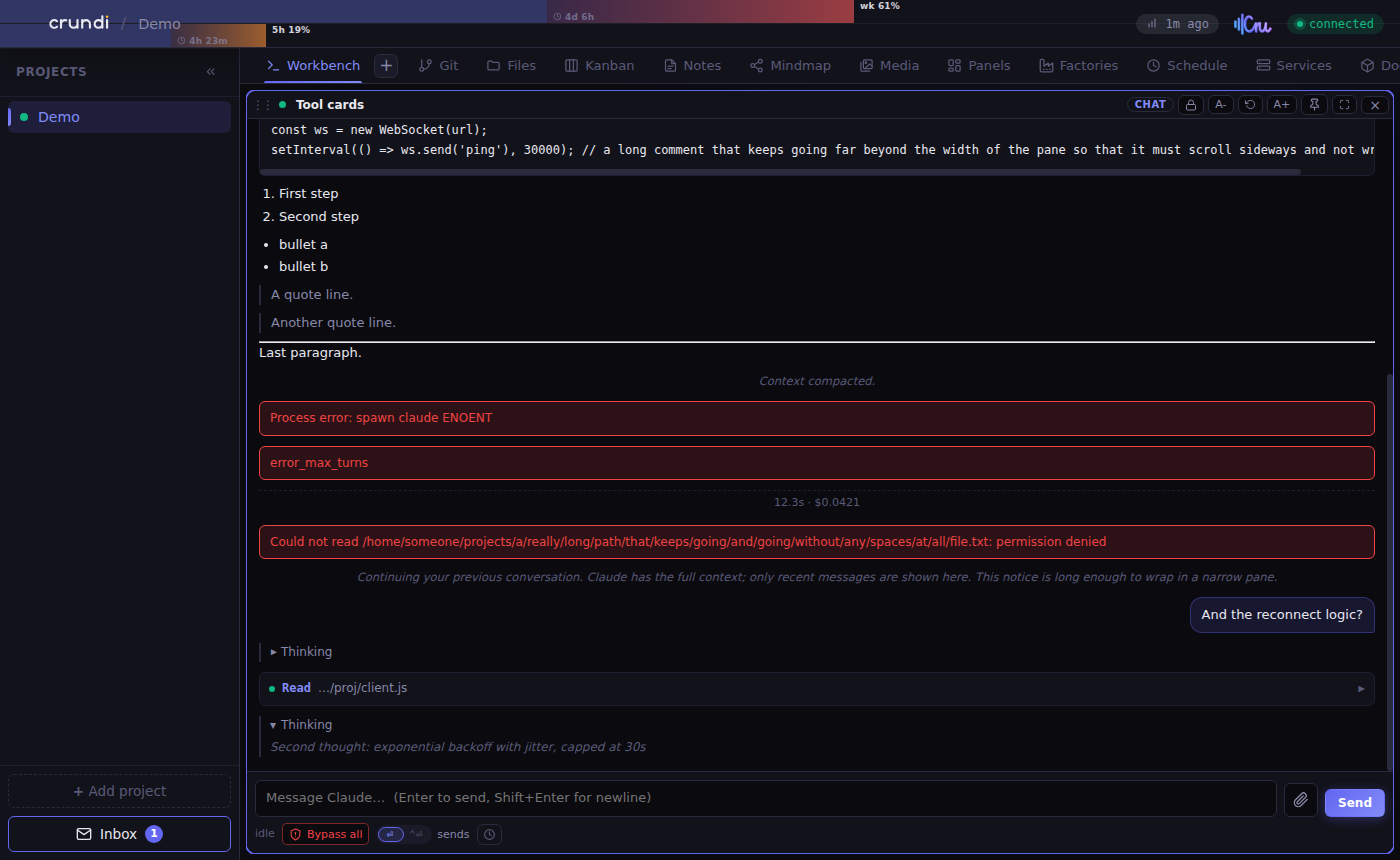 crundi / Demo
4d 6h
wk 61%
4h 23m
5h 19%
1m ago
connected
PROJECTS «
Demo
Workbench + Git Files Kanban Notes Mindmap Media Panels Factories Schedule Services Do
Tool cards CHAT A- A+
const ws = new WebSocket(url);
setInterval(() => ws.send('ping'), 30000); // a long comment that keeps going far beyond the width of the pane so that it must scroll sideways and not wr
1. First step
2. Second step
• bullet a
• bullet b
A quote line.
Another quote line.
Last paragraph.
Context compacted.
Process error: spawn claude ENOENT
error_max_turns
12.3s · $0.0421
Could not read /home/someone/projects/a/really/long/path/that/keeps/going/and/going/without/any/spaces/at/all/file.txt: permission denied
Continuing your previous conversation. Claude has the full context; only recent messages are shown here. This notice is long enough to wrap in a narrow pane.
And the reconnect logic?
▸ Thinking
Read …/proj/client.js
▾ Thinking
Second thought: exponential backoff with jitter, capped at 30s
Message Claude… (Enter to send, Shift+Enter for newline)
Send
idle Bypass all ⏎ ^⏎ sends
+ Add project
Inbox 1